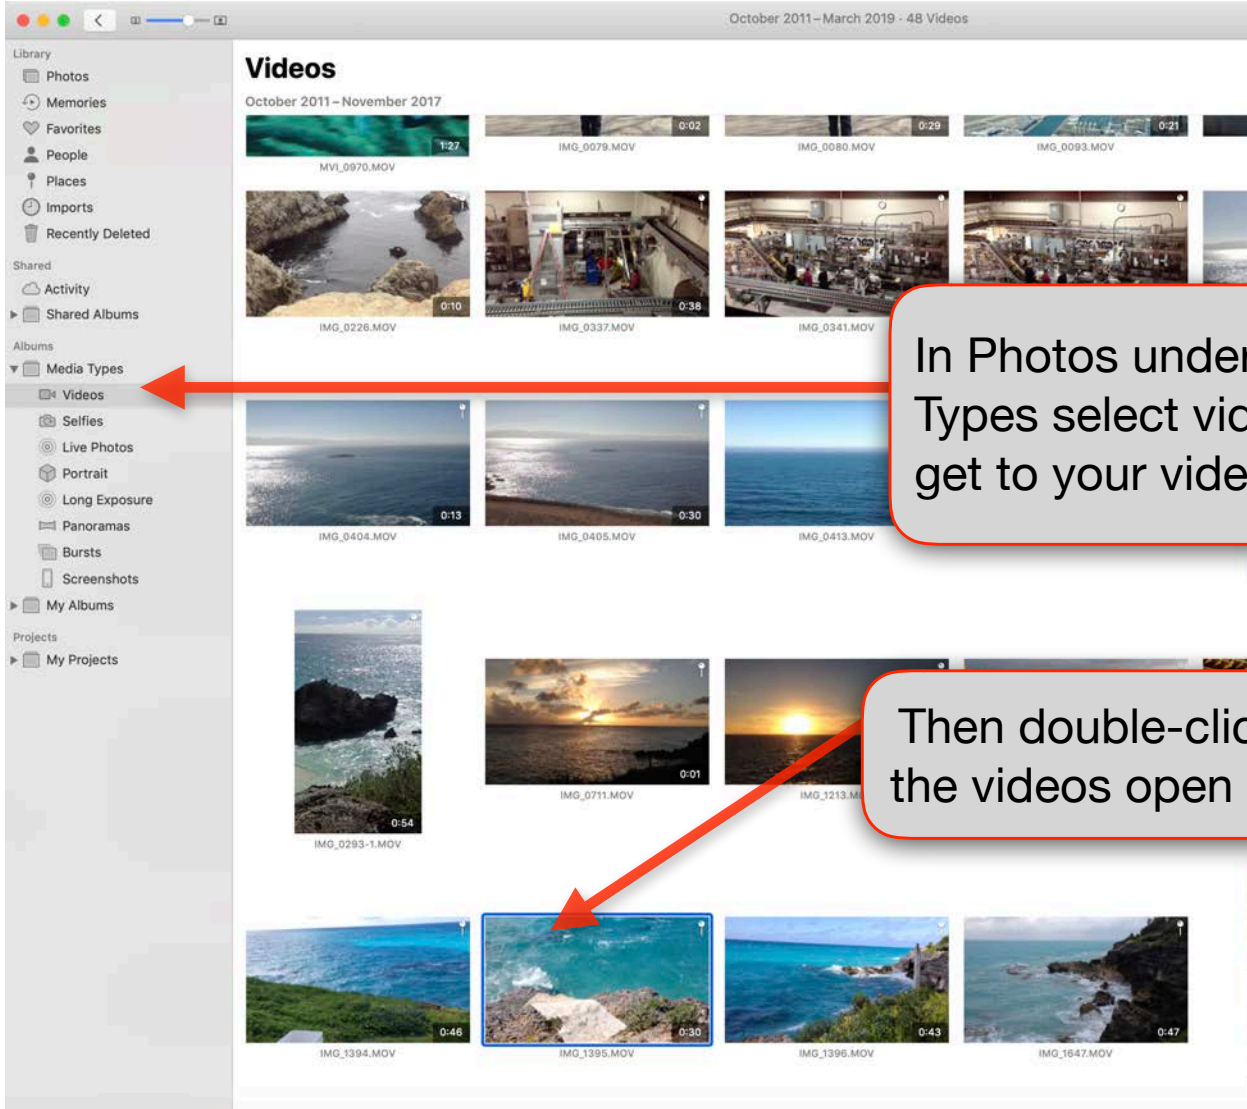 October 2011–March 2019 · 48 Videos
Library
Photos
Memories
Favorites
People
Places
Imports
Recently Deleted
Shared
Activity
Shared Albums
Albums
Media Types
Videos
Selfies
Live Photos
Portrait
Long Exposure
Panoramas
Bursts
Screenshots
My Albums
Projects
My Projects
Videos
October 2011–November 2017
1:27 0:02 0:29 0:21
MVI_0970.MOV IMG_0079.MOV IMG_0080.MOV IMG_0093.MOV
0:10 0:38
IMG_0226.MOV IMG_0337.MOV IMG_0341.MOV
In Photos under
Types select vid
get to your vide
0:13 0:30
IMG_0404.MOV IMG_0405.MOV IMG_0413.MOV
Then double-clic
the videos open
0:54 0:01
IMG_0293-1.MOV IMG_0711.MOV IMG_1213.M
0:46 0:30 0:43 0:47
IMG_1394.MOV IMG_1395.MOV IMG_1396.MOV IMG_1647.MOV